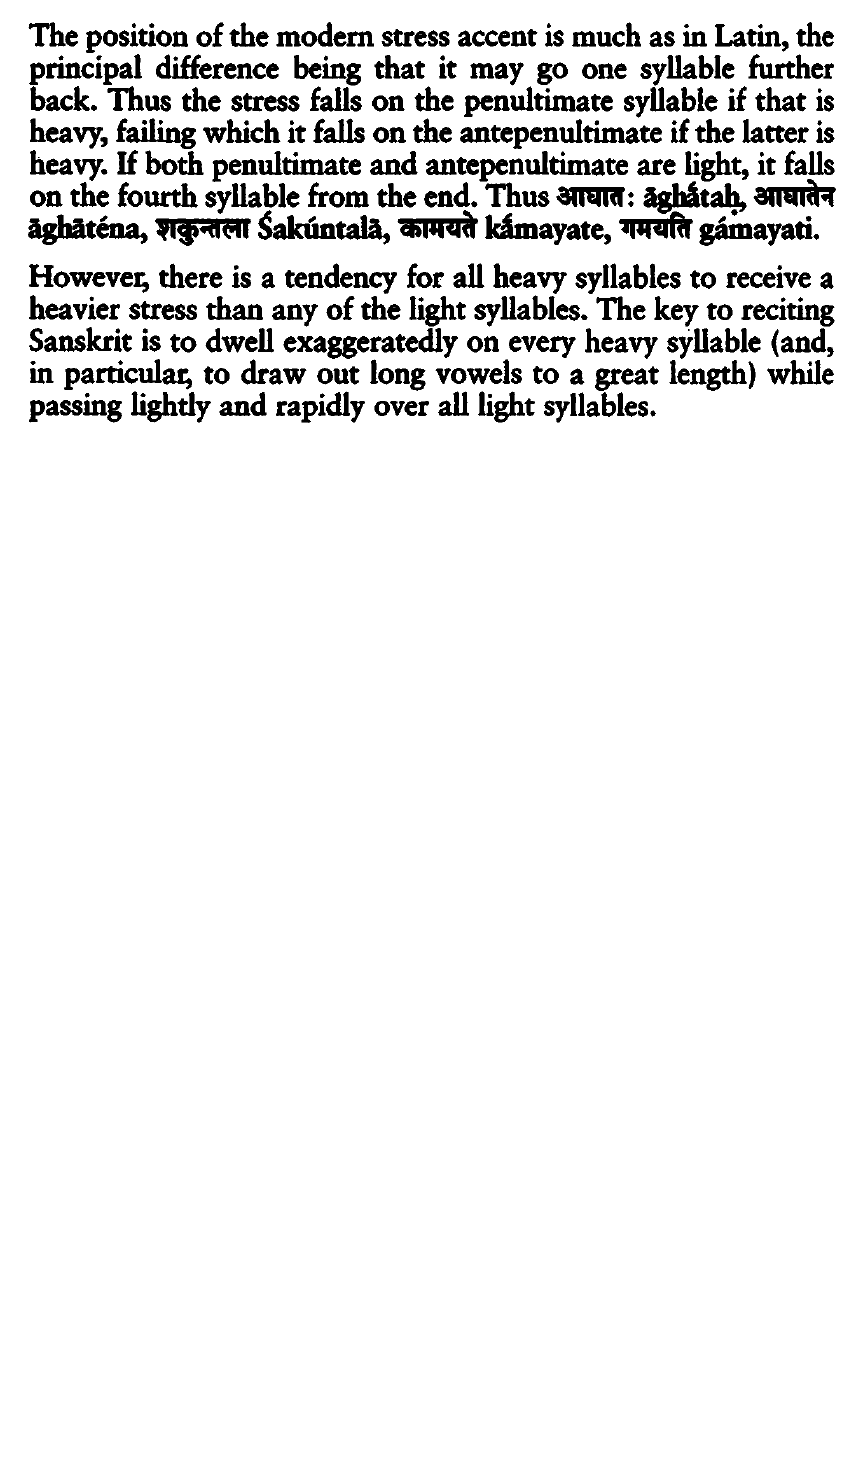 The position of the modern stress accent is much as in Latin, the
principal difference being that it may go one syllable further
back. Thus the stress falls on the penultimate syllable if that is
heavy, failing which it falls on the antepenultimate if the latter is
heavy. If both penultimate and antepenultimate are light, it falls
on the fourth syllable from the end. Thus आघातः āghā́taḥ, आघातेन
āghāténa, शकुन्तला Śakúntalā, कामयते kā́mayate, गमयति gámayati.
However, there is a tendency for all heavy syllables to receive a
heavier stress than any of the light syllables. The key to reciting
Sanskrit is to dwell exaggeratedly on every heavy syllable (and,
in particular, to draw out long vowels to a great length) while
passing lightly and rapidly over all light syllables.